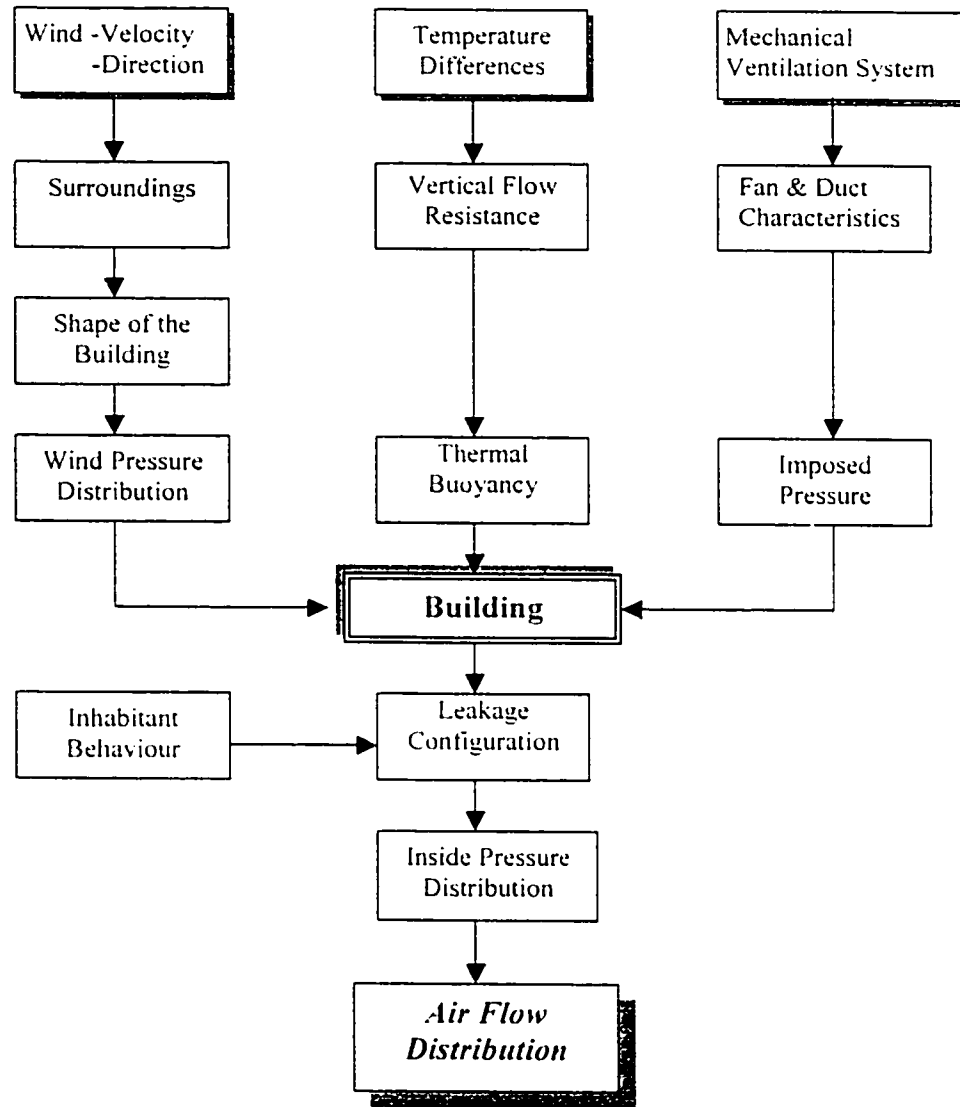 Wind -Velocity
-Direction
Temperature
Differences
Mechanical
Ventilation System
Surroundings
Vertical Flow
Resistance
Fan & Duct
Characteristics
Shape of the
Building
Wind Pressure
Distribution
Thermal
Buoyancy
Imposed
Pressure
Building
Inhabitant
Behaviour
Leakage
Configuration
Inside Pressure
Distribution
Air Flow
Distribution